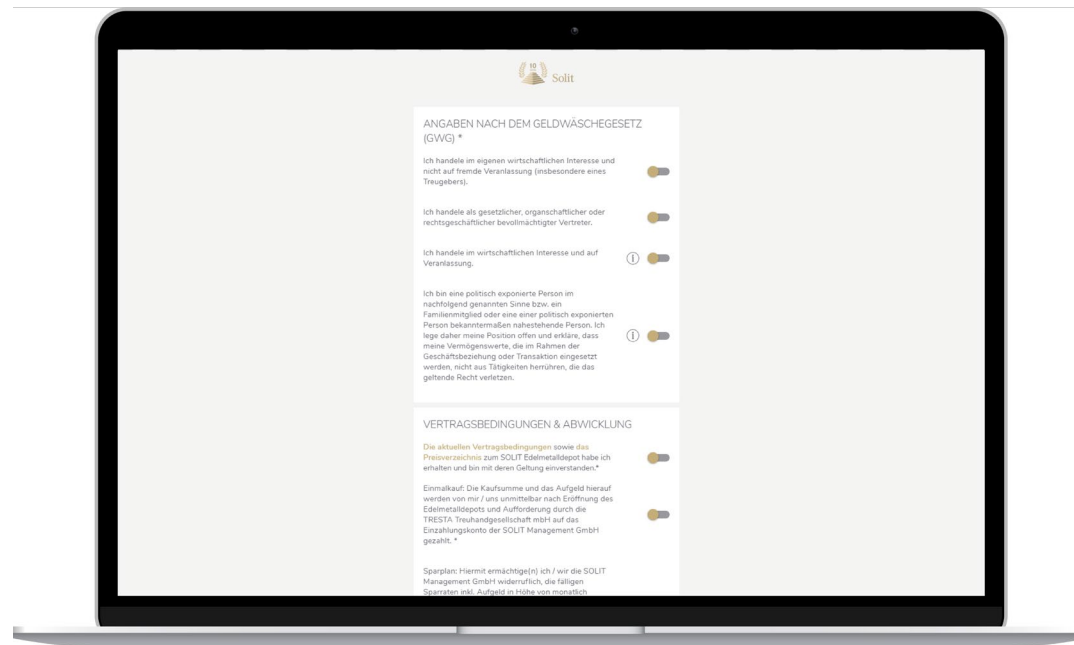 10
Solit
ANGABEN NACH DEM GELDWÄSCHEGESETZ
(GWG) *
Ich handele im eigenen wirtschaftlichen Interesse und
nicht auf fremde Veranlassung (insbesondere eines
Treugebers).
Ich handele als gesetzlicher, organschaftlicher oder
rechtsgeschäftlicher bevollmächtigter Vertreter.
Ich handele im wirtschaftlichen Interesse und auf
Veranlassung.
Ich bin eine politisch exponierte Person im
nachfolgend genannten Sinne bzw. ein
Familienmitglied oder eine einer politisch exponierten
Person bekanntermaßen nahestehende Person. Ich
lege daher meine Position offen und erkläre, dass
meine Vermögenswerte, die im Rahmen der
Geschäftsbeziehung oder Transaktion eingesetzt
werden, nicht aus Tätigkeiten herrühren, die das
geltende Recht verletzen.
VERTRAGSBEDINGUNGEN & ABWICKLUNG
Die aktuellen Vertragsbedingungen sowie das
Preisverzeichnis zum SOLIT Edelmetalldepot habe ich
erhalten und bin mit deren Geltung einverstanden.*
Einmalkauf: Die Kaufsumme und das Aufgeld hierauf
werden von mir / uns unmittelbar nach Eröffnung des
Edelmetalldepots und Aufforderung durch die
TRESTA Treuhandgesellschaft mbH auf das
Einzahlungskonto der SOLIT Management GmbH
gezahlt. *
Sparplan: Hiermit ermächtige(n) ich / wir die SOLIT
Management GmbH widerruflich, die fälligen
Sparraten inkl. Aufgeld in Höhe von monatlich